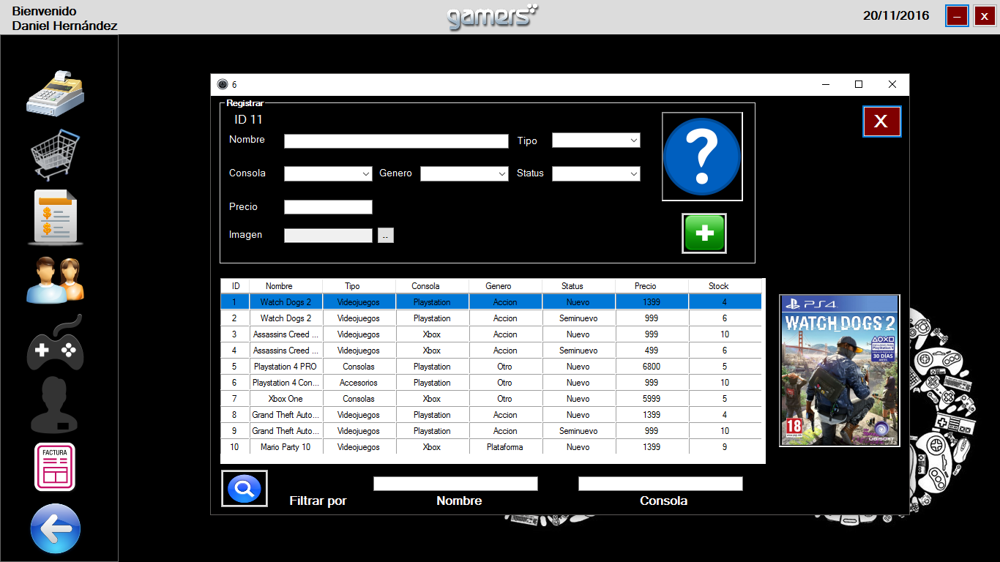 Bienvenido
Daniel Hernández
gamers
20/11/2016
X
6
Registrar
ID 11
X
Nombre
Tipo
Consola
Genero
Status
Precio
Imagen
..
ID Nombre Tipo Consola Genero Status Precio Stock
1 Watch Dogs 2 Videojuegos Playstation Accion Nuevo 1399 4
2 Watch Dogs 2 Videojuegos Playstation Accion Seminuevo 999 6
3 Assassins Creed ... Videojuegos Xbox Accion Nuevo 999 10
4 Assassins Creed ... Videojuegos Xbox Accion Seminuevo 499 6
5 Playstation 4 PRO Consolas Playstation Otro Nuevo 6800 5
6 Playstation 4 Con... Accesorios Playstation Otro Nuevo 999 10
7 Xbox One Consolas Xbox Otro Nuevo 5999 5
8 Grand Theft Auto... Videojuegos Playstation Accion Nuevo 1399 4
9 Grand Theft Auto... Videojuegos Playstation Accion Seminuevo 999 10
10 Mario Party 10 Videojuegos Xbox Plataforma Nuevo 1399 9
PS4
WATCH DOGS 2
30 DÍAS
18
UBISOFT
FACTURA
Filtrar por
Nombre
Consola